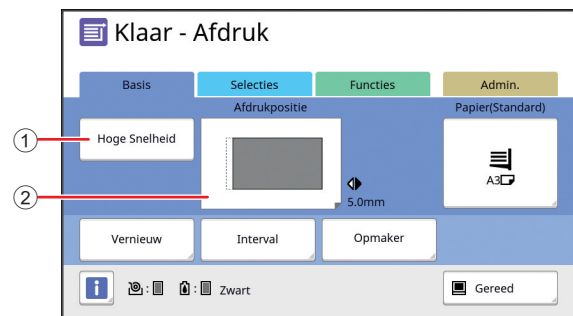 Klaar - Afdruk
Basis
Selecties
Functies
Admin.
Afdrukpositie
Papier(Standard)
1
Hoge Snelheid
A3
2
5.0mm
Vernieuw
Interval
Opmaker
i
:
:
Zwart
Gereed